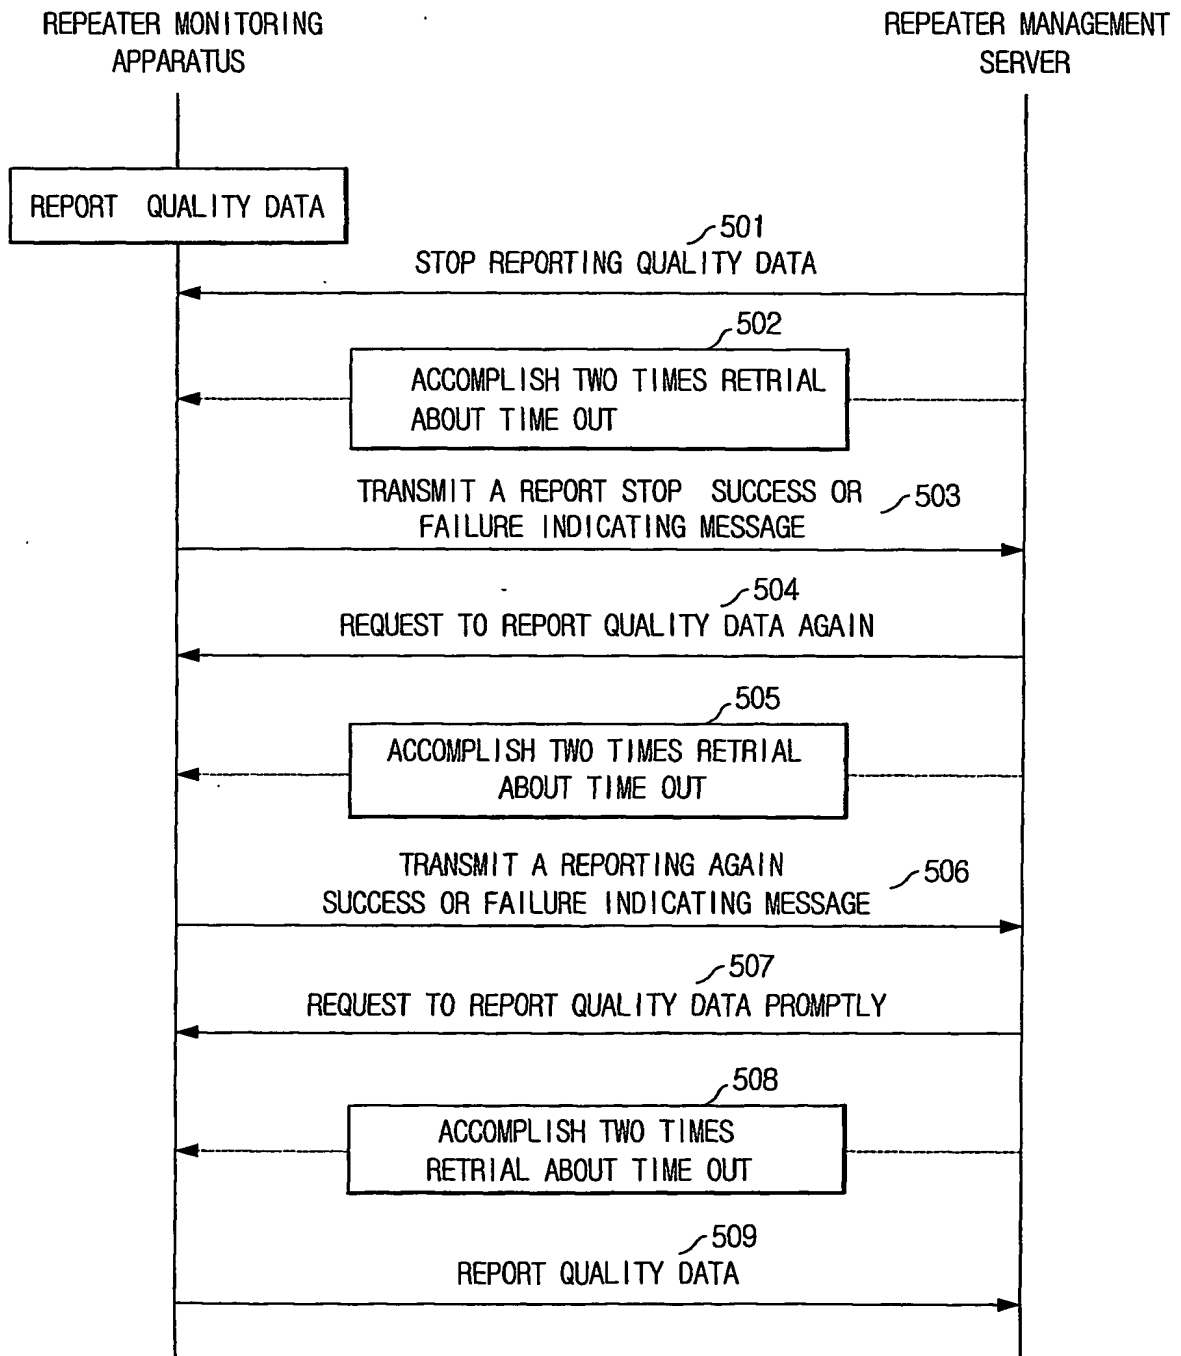 REPEATER MONITORING
APPARATUS
REPEATER MANAGEMENT
SERVER
REPORT QUALITY DATA
501
STOP REPORTING QUALITY DATA
502
ACCOMPLISH TWO TIMES RETRIAL
ABOUT TIME OUT
TRANSMIT A REPORT STOP SUCCESS OR
FAILURE INDICATING MESSAGE
503
504
REQUEST TO REPORT QUALITY DATA AGAIN
505
ACCOMPLISH TWO TIMES RETRIAL
ABOUT TIME OUT
TRANSMIT A REPORTING AGAIN
SUCCESS OR FAILURE INDICATING MESSAGE
506
507
REQUEST TO REPORT QUALITY DATA PROMPTLY
508
ACCOMPLISH TWO TIMES
RETRIAL ABOUT TIME OUT
509
REPORT QUALITY DATA